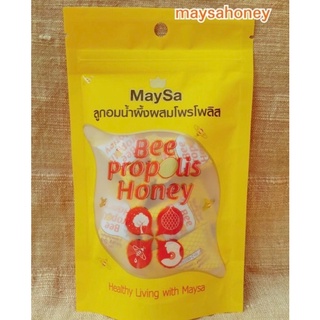 maysahoney
MaySa
ลูกอมน้ำผึ้งผสมโพรโพลิส
Bee
propolis
Honey
Healthy Living with Maysa